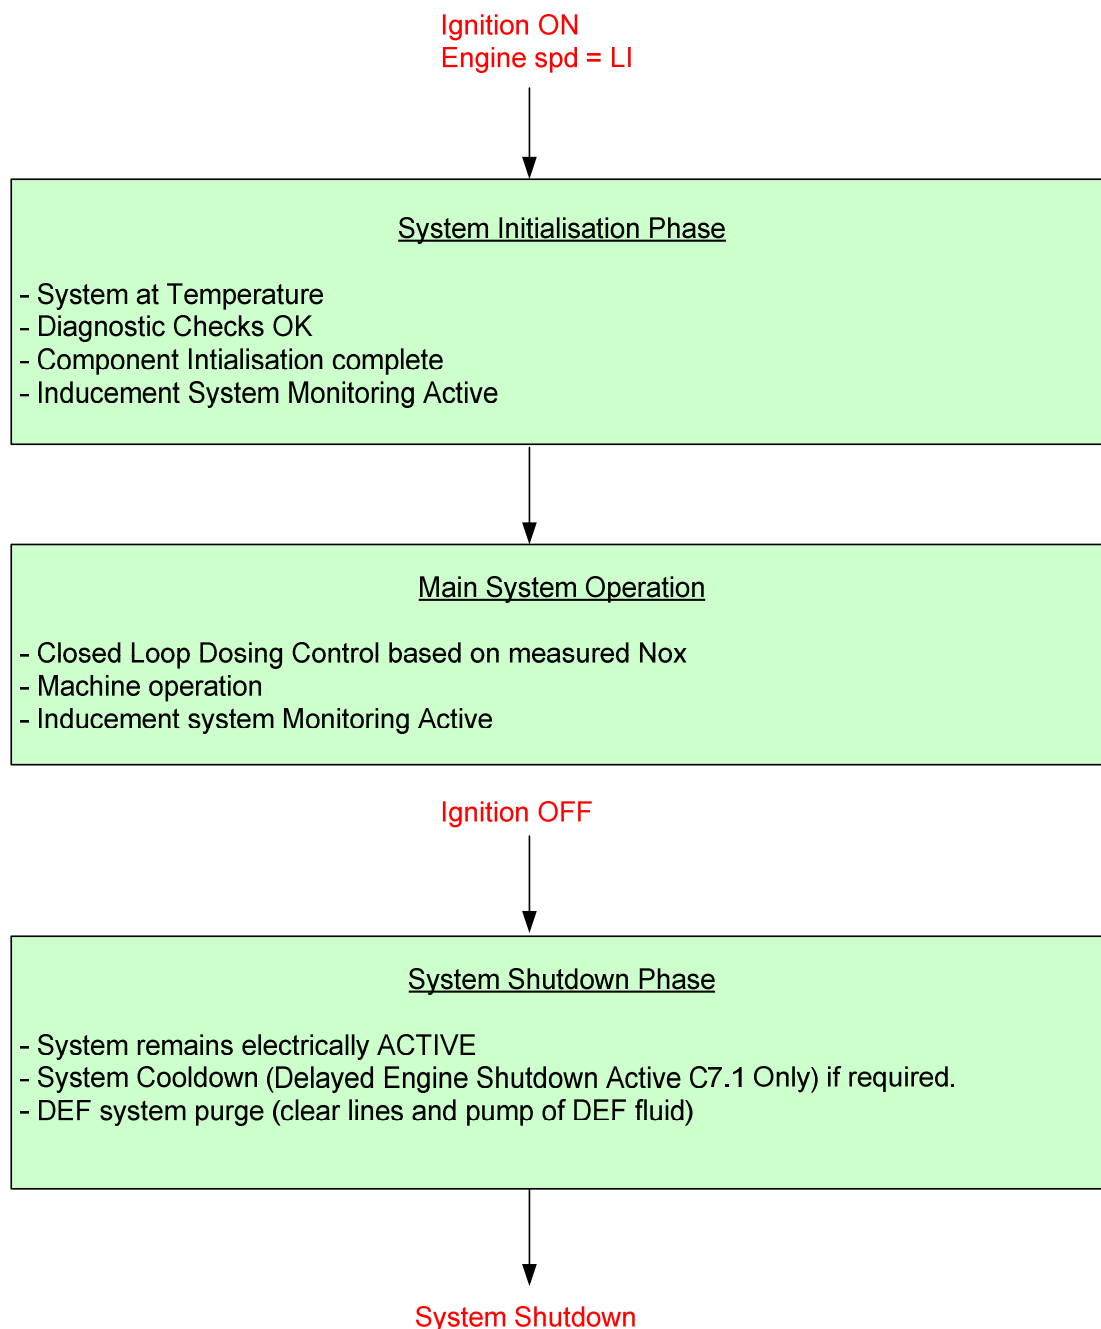 Ignition ON
Engine spd = LI
System Initialisation Phase
- System at Temperature
- Diagnostic Checks OK
- Component Intialisation complete
- Inducement System Monitoring Active
Main System Operation
- Closed Loop Dosing Control based on measured Nox
- Machine operation
- Inducement system Monitoring Active
Ignition OFF
System Shutdown Phase
- System remains electrically ACTIVE
- System Cooldown (Delayed Engine Shutdown Active C7.1 Only) if required.
- DEF system purge (clear lines and pump of DEF fluid)
System Shutdown